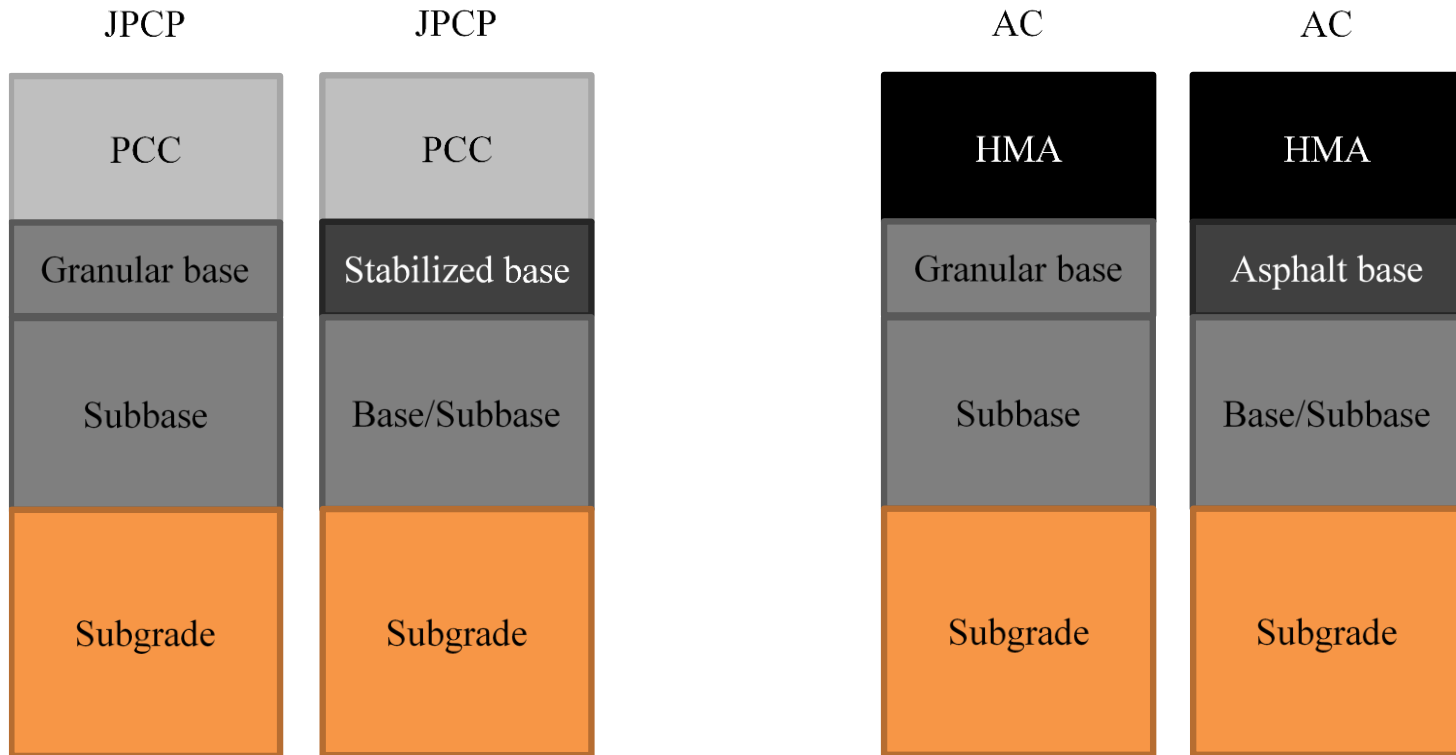 JPCP
JPCP
AC
AC
PCC
PCC
HMA
HMA
Granular base
Stabilized base
Granular base
Asphalt base
Subbase
Base/Subbase
Subbase
Base/Subbase
Subgrade
Subgrade
Subgrade
Subgrade